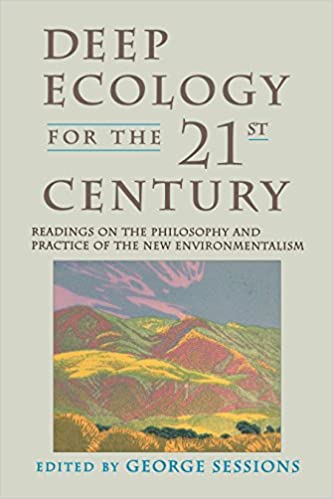 DEEP
ECOLOGY
FOR THE 21ST
CENTURY
READINGS ON THE PHILOSOPHY AND
PRACTICE OF THE NEW ENVIRONMENTALISM
EDITED BY GEORGE SESSIONS